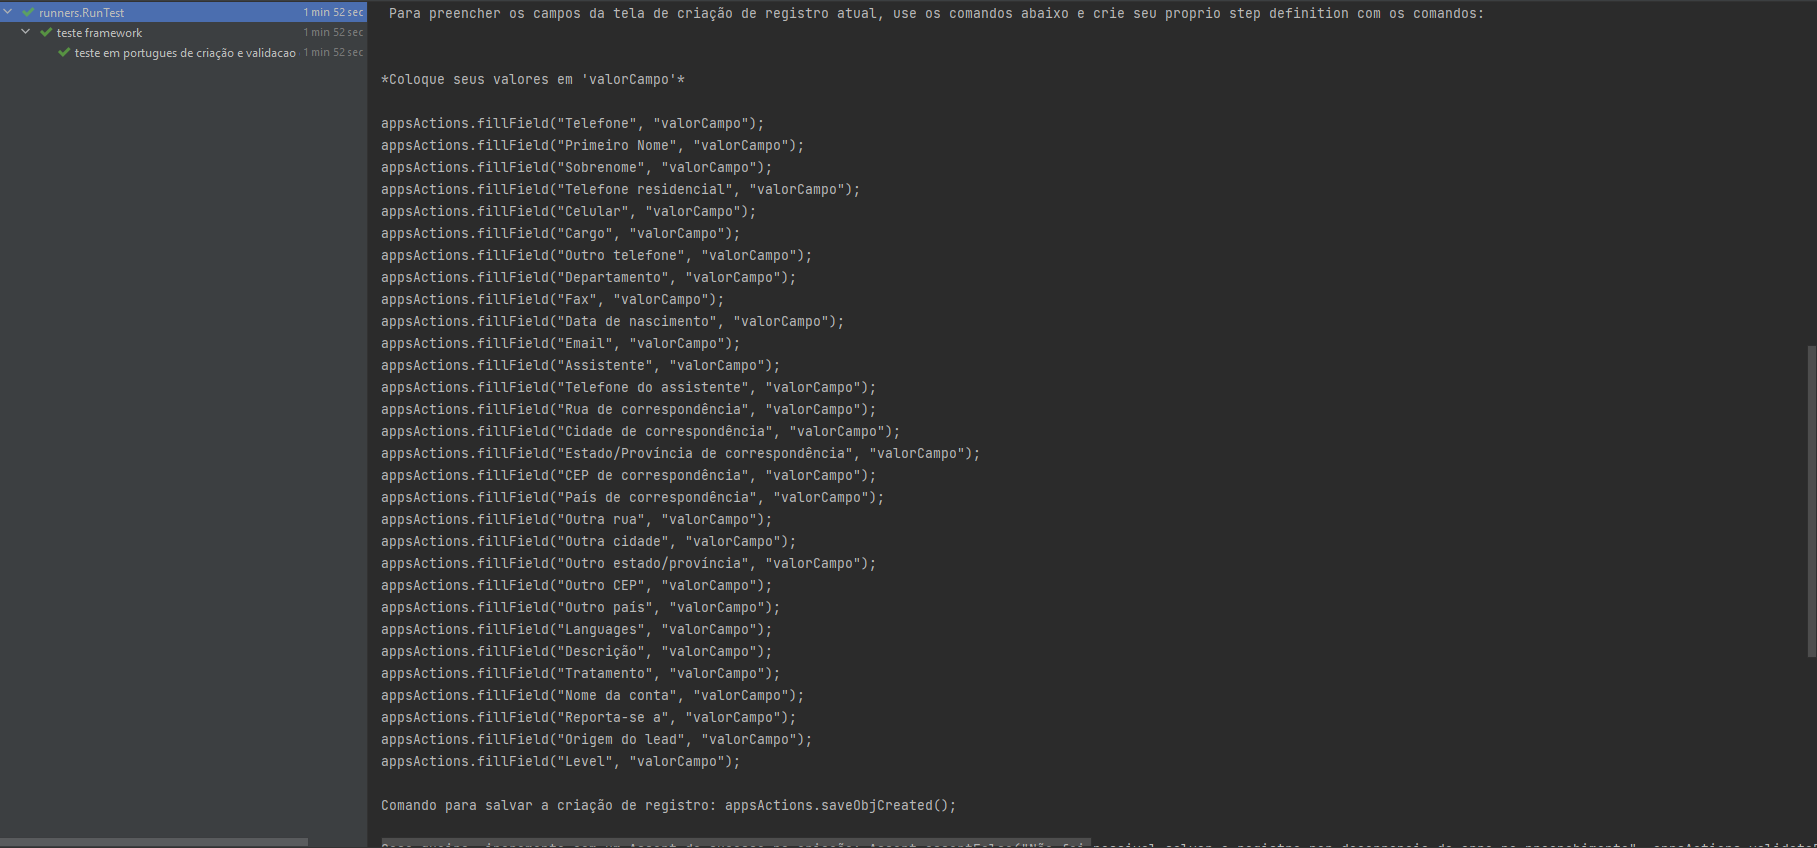 runners.RunTest 1 min 52 sec
teste framework 1 min 52 sec
teste em portugues de criação e validacao 1 min 52 sec
Para preencher os campos da tela de criação de registro atual, use os comandos abaixo e crie seu proprio step definition com os comandos:
*Coloque seus valores em 'valorCampo'*
appsActions.fillField("Telefone", "valorCampo");
appsActions.fillField("Primeiro Nome", "valorCampo");
appsActions.fillField("Sobrenome", "valorCampo");
appsActions.fillField("Telefone residencial", "valorCampo");
appsActions.fillField("Celular", "valorCampo");
appsActions.fillField("Cargo", "valorCampo");
appsActions.fillField("Outro telefone", "valorCampo");
appsActions.fillField("Departamento", "valorCampo");
appsActions.fillField("Fax", "valorCampo");
appsActions.fillField("Data de nascimento", "valorCampo");
appsActions.fillField("Email", "valorCampo");
appsActions.fillField("Assistente", "valorCampo");
appsActions.fillField("Telefone do assistente", "valorCampo");
appsActions.fillField("Rua de correspondência", "valorCampo");
appsActions.fillField("Cidade de correspondência", "valorCampo");
appsActions.fillField("Estado/Província de correspondência", "valorCampo");
appsActions.fillField("CEP de correspondência", "valorCampo");
appsActions.fillField("País de correspondência", "valorCampo");
appsActions.fillField("Outra rua", "valorCampo");
appsActions.fillField("Outra cidade", "valorCampo");
appsActions.fillField("Outro estado/província", "valorCampo");
appsActions.fillField("Outro CEP", "valorCampo");
appsActions.fillField("Outro país", "valorCampo");
appsActions.fillField("Languages", "valorCampo");
appsActions.fillField("Descrição", "valorCampo");
appsActions.fillField("Tratamento", "valorCampo");
appsActions.fillField("Nome da conta", "valorCampo");
appsActions.fillField("Reporta-se a", "valorCampo");
appsActions.fillField("Origem do lead", "valorCampo");
appsActions.fillField("Level", "valorCampo");
Comando para salvar a criação de registro: appsActions.saveObjCreated();